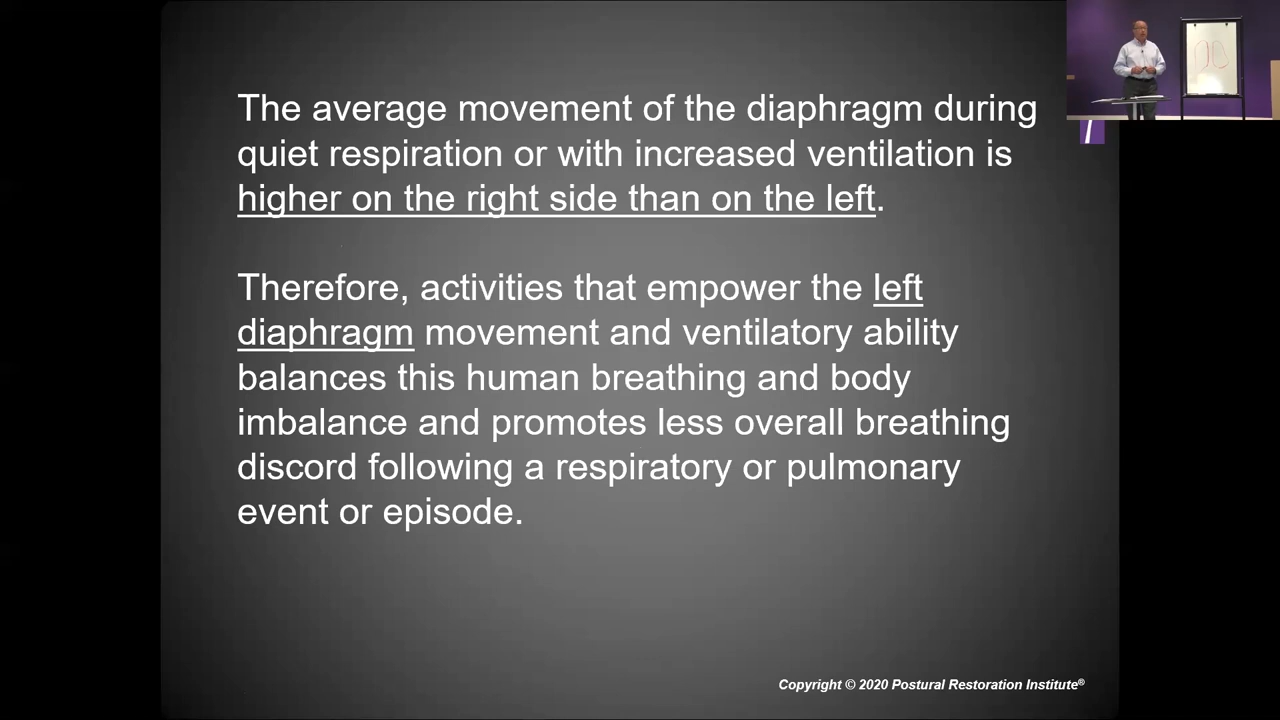 The average movement of the diaphragm during
quiet respiration or with increased ventilation is
higher on the right side than on the left.
Therefore, activities that empower the left
diaphragm movement and ventilatory ability
balances this human breathing and body
imbalance and promotes less overall breathing
discord following a respiratory or pulmonary
event or episode.
Copyright © 2020 Postural Restoration Institute®